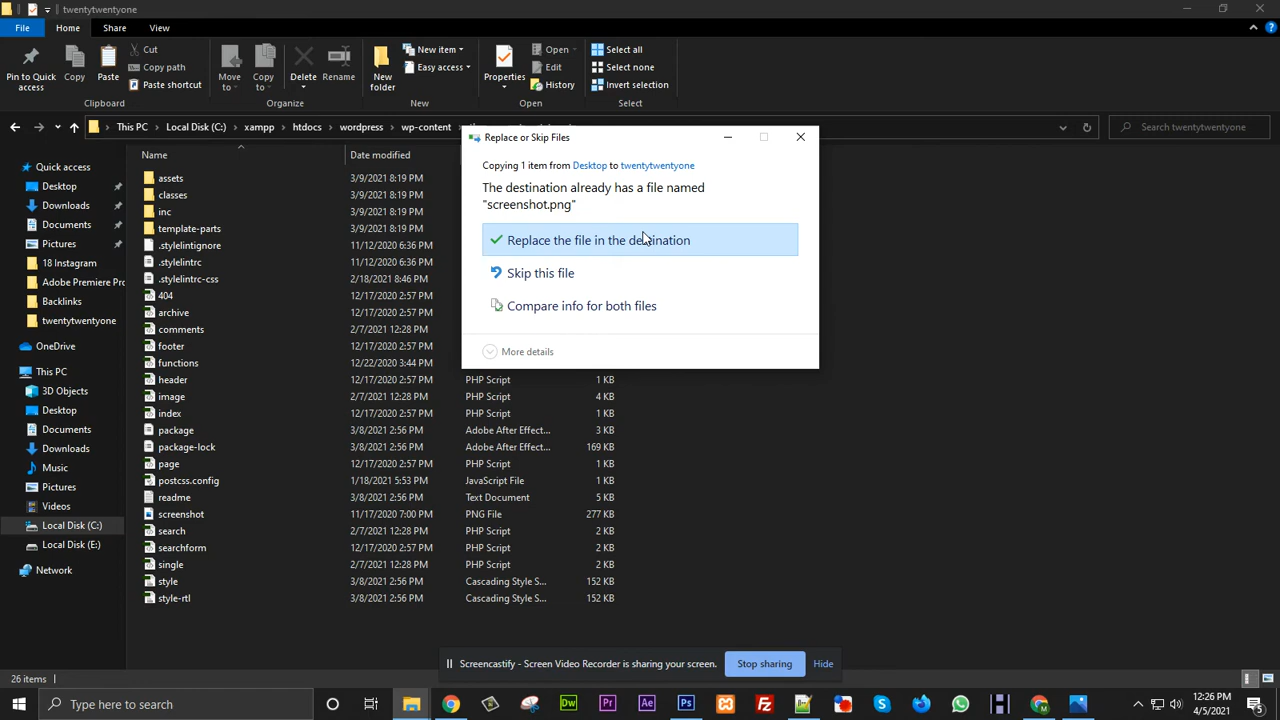 twentytwentyone
File Home Share View
Pin to Quick access
Copy
Paste
Cut
Copy path
Paste shortcut
Clipboard
Move to
Copy to
Delete
Rename
Organize
New folder
New item
Easy access
New
Properties
Open
Edit
History
Open
Select all
Select none
Invert selection
Select
This PC Local Disk (C:) xampp htdocs wordpress wp-content
Search twentytwentyone
Quick access
Desktop
Downloads
Documents
Pictures
18 Instagram
Adobe Premiere Pro
Backlinks
twentytwentyone
OneDrive
This PC
3D Objects
Desktop
Documents
Downloads
Music
Pictures
Videos
Local Disk (C:)
Local Disk (E:)
Network
Name Date modified
assets 3/9/2021 8:19 PM
classes 3/9/2021 8:19 PM
inc 3/9/2021 8:19 PM
template-parts 3/9/2021 8:19 PM
.stylelintignore 11/12/2020 6:36 PM
.stylelintrc 11/12/2020 6:36 PM
.stylelintrc-css 2/18/2021 8:46 PM
404 12/17/2020 2:57 PM
archive 12/17/2020 2:57 PM
comments 2/7/2021 12:28 PM
footer 12/17/2020 2:57 PM
functions 12/22/2020 3:44 PM
header 12/17/2020 2:57 PM PHP Script 1 KB
image 2/7/2021 12:28 PM PHP Script 4 KB
index 12/17/2020 2:57 PM PHP Script 1 KB
package 3/8/2021 2:56 PM Adobe After Effect... 3 KB
package-lock 3/8/2021 2:56 PM Adobe After Effect... 169 KB
page 12/17/2020 2:57 PM PHP Script 1 KB
postcss.config 1/18/2021 5:53 PM JavaScript File 1 KB
readme 3/8/2021 2:56 PM Text Document 5 KB
screenshot 11/17/2020 7:00 PM PNG File 277 KB
search 2/7/2021 12:28 PM PHP Script 2 KB
searchform 12/17/2020 2:57 PM PHP Script 2 KB
single 2/7/2021 12:28 PM PHP Script 2 KB
style 3/8/2021 2:56 PM Cascading Style S... 152 KB
style-rtl 3/8/2021 2:56 PM Cascading Style S... 152 KB
Replace or Skip Files
Copying 1 item from Desktop to twentytwentyone
The destination already has a file named
"screenshot.png"
Replace the file in the destination
Skip this file
Compare info for both files
More details
Screencastify - Screen Video Recorder is sharing your screen. Stop sharing Hide
26 items
Type here to search
Dw Pr Ae Ps
12:26 PM
4/5/2021